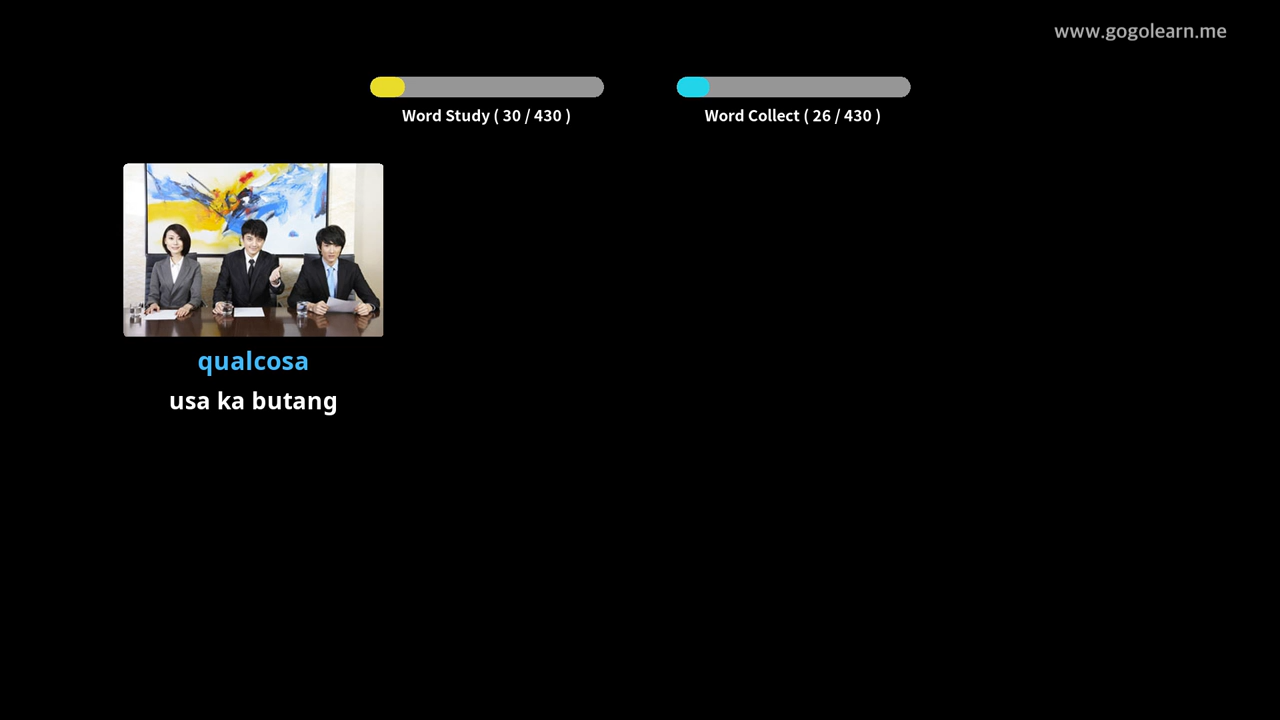 www.gogolearn.me
Word Study ( 30 / 430 )
Word Collect ( 26 / 430 )
qualcosa
usa ka butang